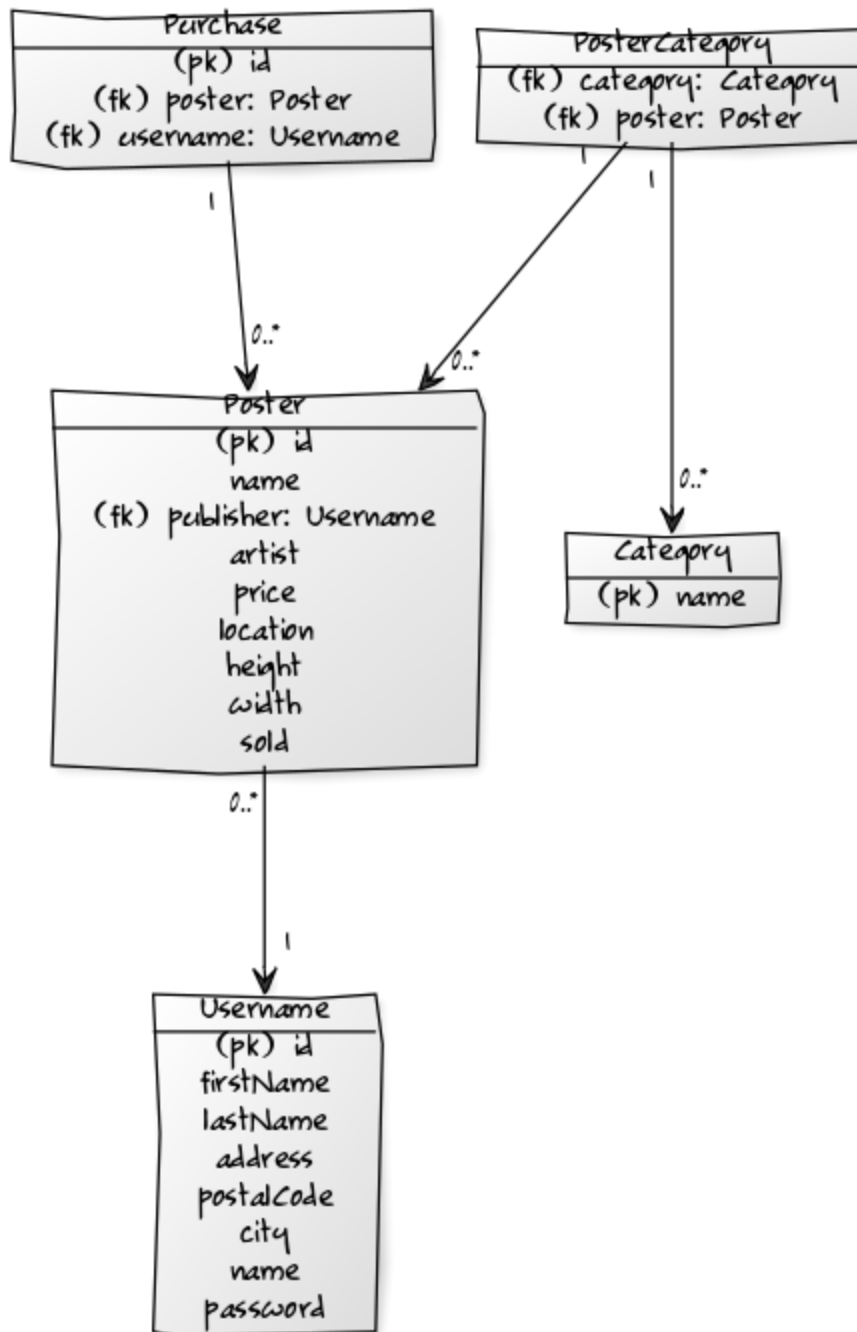 Purchase
(pk) id
(fk) poster: Poster
(fk) username: Username
PosterCategory
(fk) category: Category
(fk) poster: Poster
1
1
1
0..*
0..*
0..*
Poster
(pk) id
name
(fk) publisher: Username
artist
price
location
height
width
sold
Category
(pk) name
0..*
1
Username
(pk) id
firstName
lastName
address
postalCode
city
name
password